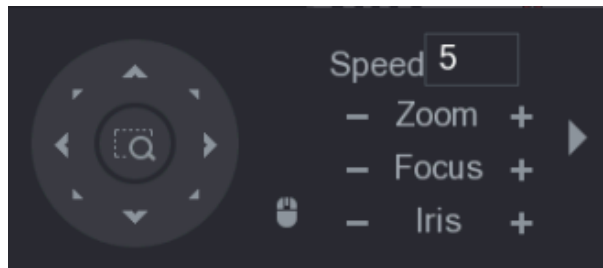 Speed 5
− Zoom +
− Focus +
− Iris +